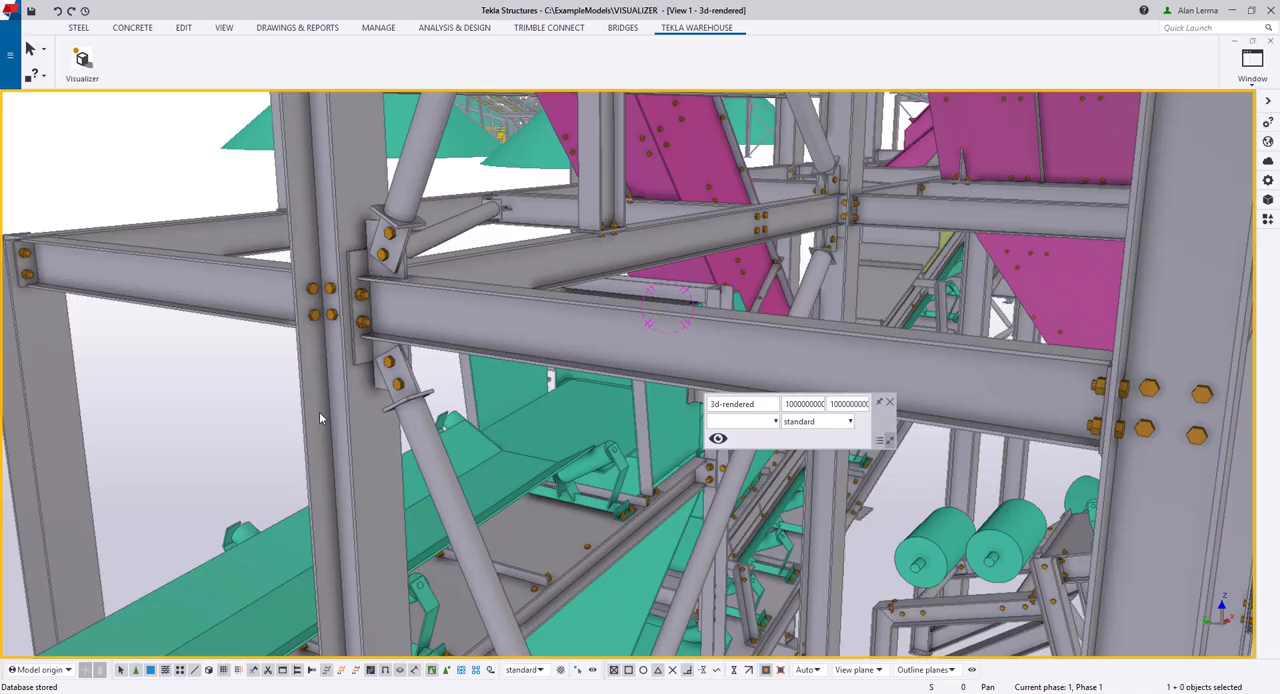 Tekla Structures - C:\ExampleModels\VISUALIZER - [View 1 - 3d-rendered]
Alan Lerma
STEEL CONCRETE EDIT VIEW DRAWINGS & REPORTS MANAGE ANALYSIS & DESIGN TRIMBLE CONNECT BRIDGES TEKLA WAREHOUSE
Quick Launch
Visualizer
Window
3d-rendered 1000000000 1000000000
standard
Z
Model origin
standard
Auto
View plane
Outline planes
Database stored
S 0 Pan Current phase: 1, Phase 1 1 + 0 objects selected